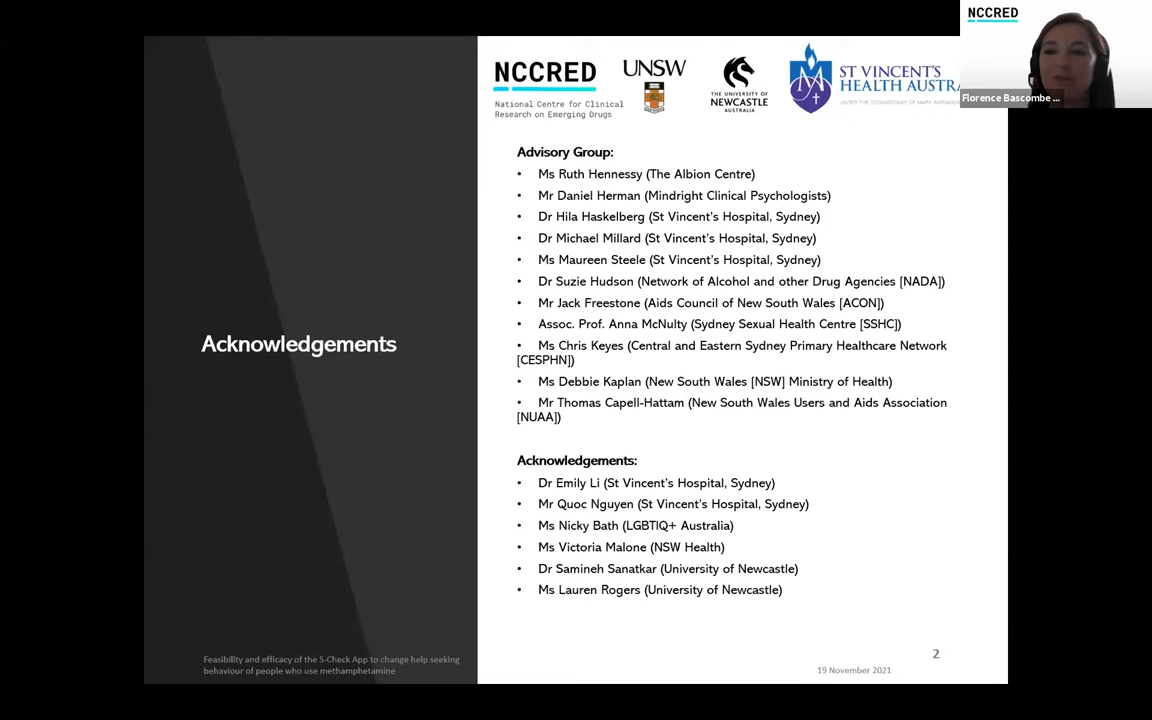 NCCRED
Florence Bascombe ...
NCCRED
National Centre for Clinical
Research on Emerging Drugs
UNSW
THE UNIVERSITY OF
NEWCASTLE
AUSTRALIA
ST VINCENT'S
HEALTH AUSTRA
Advisory Group:
• Ms Ruth Hennessy (The Albion Centre)
• Mr Daniel Herman (Mindright Clinical Psychologists)
• Dr Hila Haskelberg (St Vincent's Hospital, Sydney)
• Dr Michael Millard (St Vincent's Hospital, Sydney)
• Ms Maureen Steele (St Vincent's Hospital, Sydney)
• Dr Suzie Hudson (Network of Alcohol and other Drug Agencies [NADA])
• Mr Jack Freestone (Aids Council of New South Wales [ACON])
• Assoc. Prof. Anna McNulty (Sydney Sexual Health Centre [SSHC])
• Ms Chris Keyes (Central and Eastern Sydney Primary Healthcare Network
[CESPHN])
• Ms Debbie Kaplan (New South Wales [NSW] Ministry of Health)
• Mr Thomas Capell-Hattam (New South Wales Users and Aids Association
[NUAA])
Acknowledgements
Acknowledgements:
• Dr Emily Li (St Vincent's Hospital, Sydney)
• Mr Quoc Nguyen (St Vincent's Hospital, Sydney)
• Ms Nicky Bath (LGBTIQ+ Australia)
• Ms Victoria Malone (NSW Health)
• Dr Samineh Sanatkar (University of Newcastle)
• Ms Lauren Rogers (University of Newcastle)
Feasibility and efficacy of the S-Check App to change help seeking
behaviour of people who use methamphetamine
19 November 2021
2